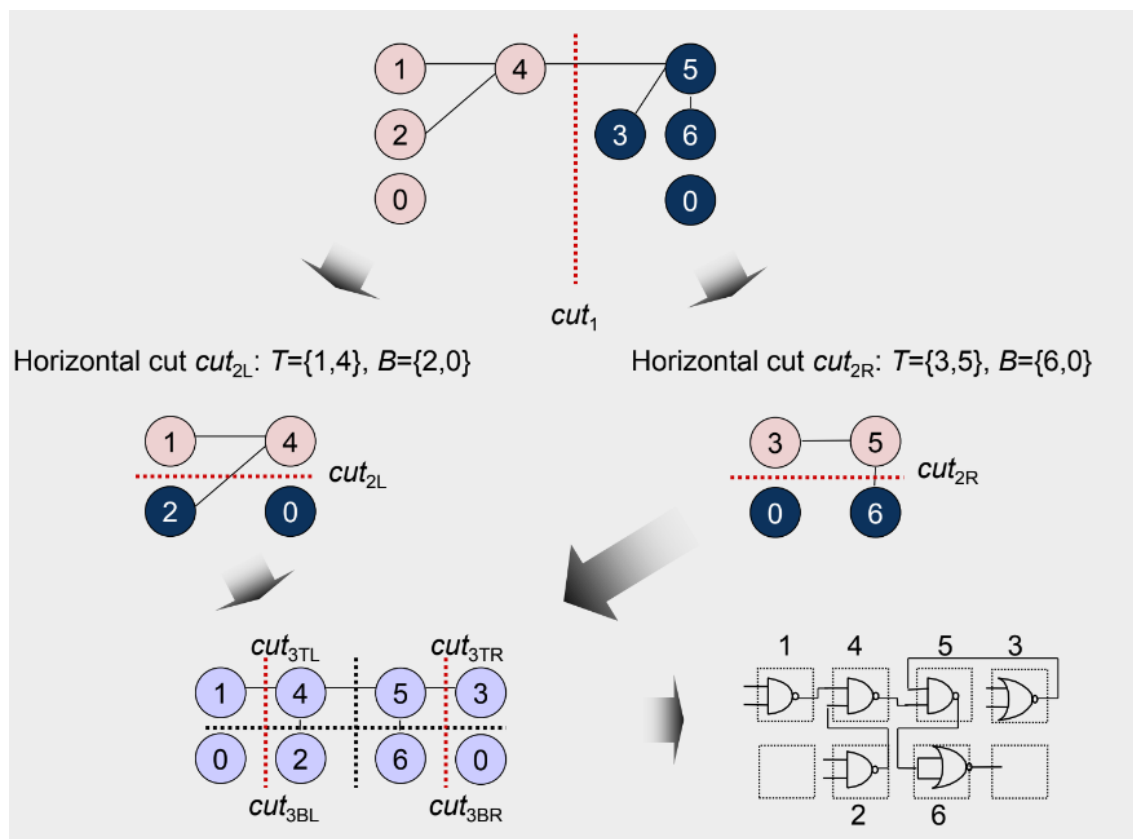 1 4 5
2 3 6
0 0
cut1
Horizontal cut cut2L: T={1,4}, B={2,0}
Horizontal cut cut2R: T={3,5}, B={6,0}
1 4
cut2L
2 0
3 5
cut2R
0 6
cut3TL cut3TR
1 4 5 3
0 2 6 0
cut3BL cut3BR
1 4 5 3
2 6